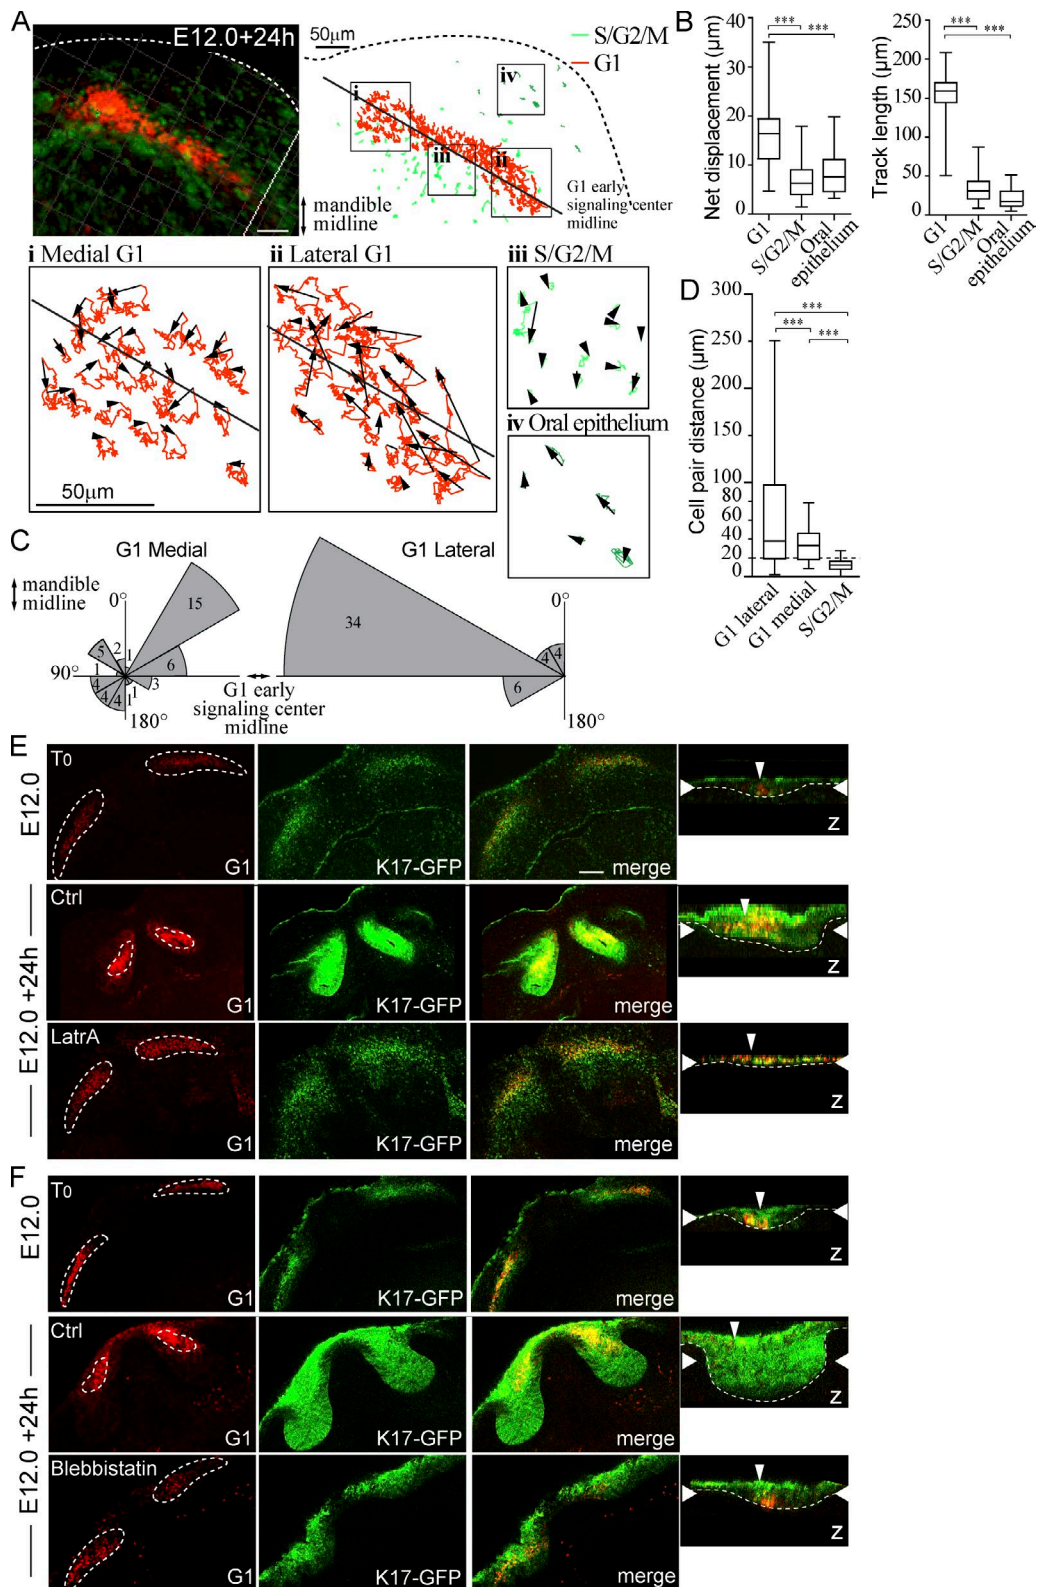 A
E12.0+24h
50μm
S/G2/M
G1
i
ii
iii
iv
mandible
midline
G1 early
signaling center
midline
B
Net displacement (μm)
40
30
20
10
0
***
***
G1
S/G2/M
Oral
epithelium
Track length (μm)
200
150
100
50
0
***
***
G1
S/G2/M
Oral
epithelium
i Medial G1
50μm
ii Lateral G1
iii S/G2/M
iv Oral epithelium
C
G1 Medial
mandible
midline
0°
90°
180°
15
6
3
1
1
4
4
4
1
5
2
1
G1 early
signaling center
midline
G1 Lateral
0°
180°
34
4
4
6
D
Cell pair distance (μm)
300
250
200
150
100
80
60
40
20
0
***
***
***
G1 lateral
G1 medial
S/G2/M
E
E12.0
T0
G1
K17-GFP
merge
z
E12.0 +24h
Ctrl
G1
K17-GFP
merge
z
LatrA
G1
K17-GFP
merge
z
F
E12.0
T0
G1
K17-GFP
merge
z
E12.0 +24h
Ctrl
G1
K17-GFP
merge
z
Blebbistatin
G1
K17-GFP
merge
z